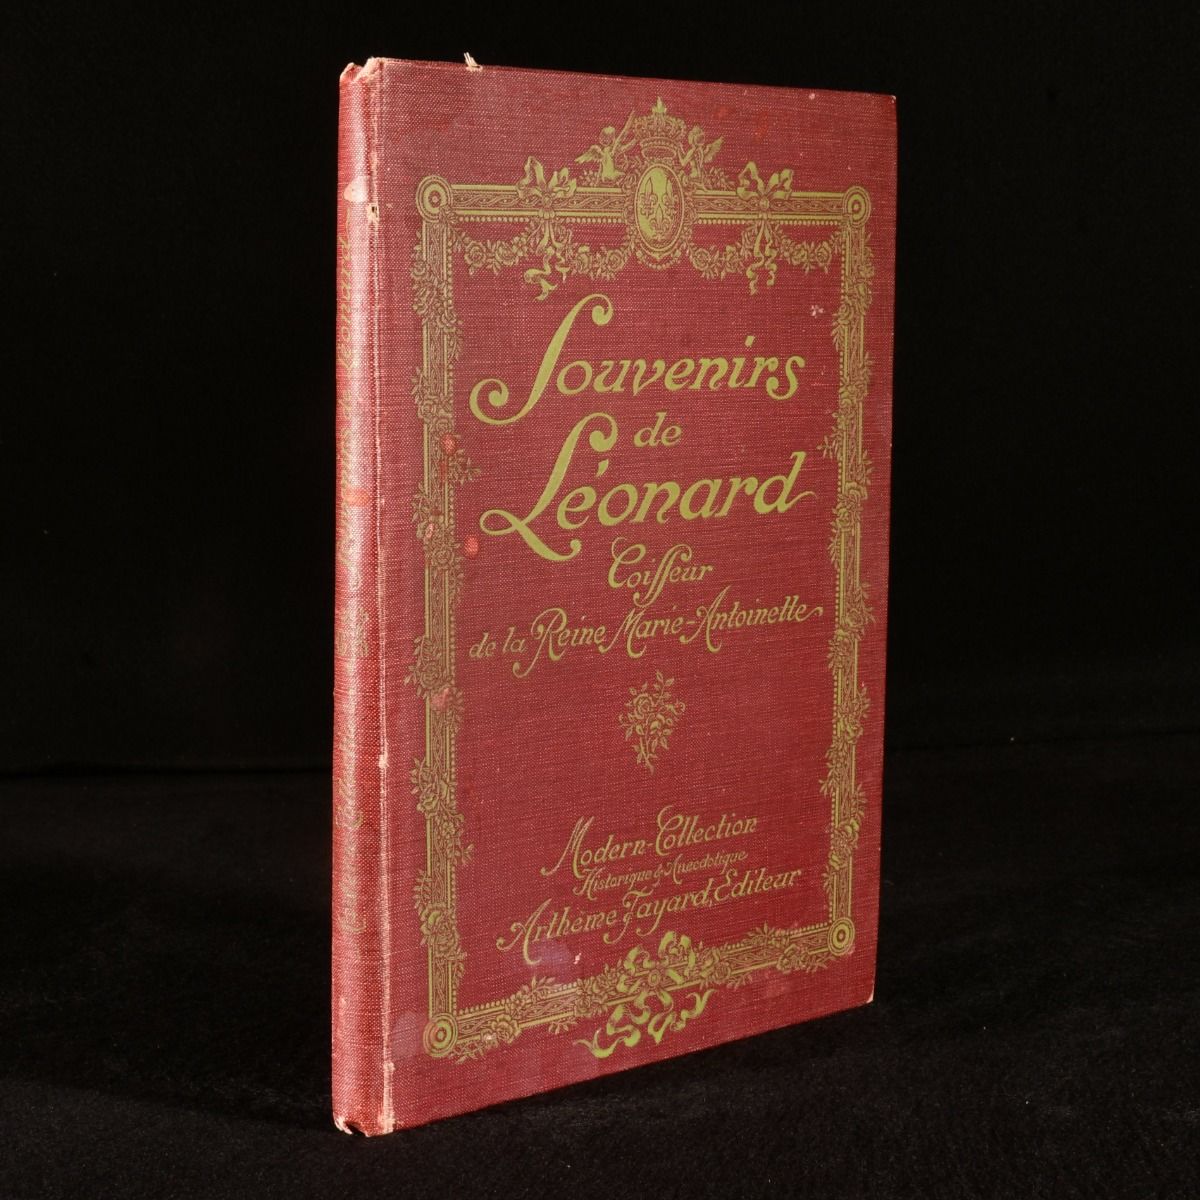 Souvenirs
de
Léonard
Coiffeur
de la Reine Marie-Antoinette
Modern-Collection
Historique & Anecdotique
Arthème Fayard, Editeur